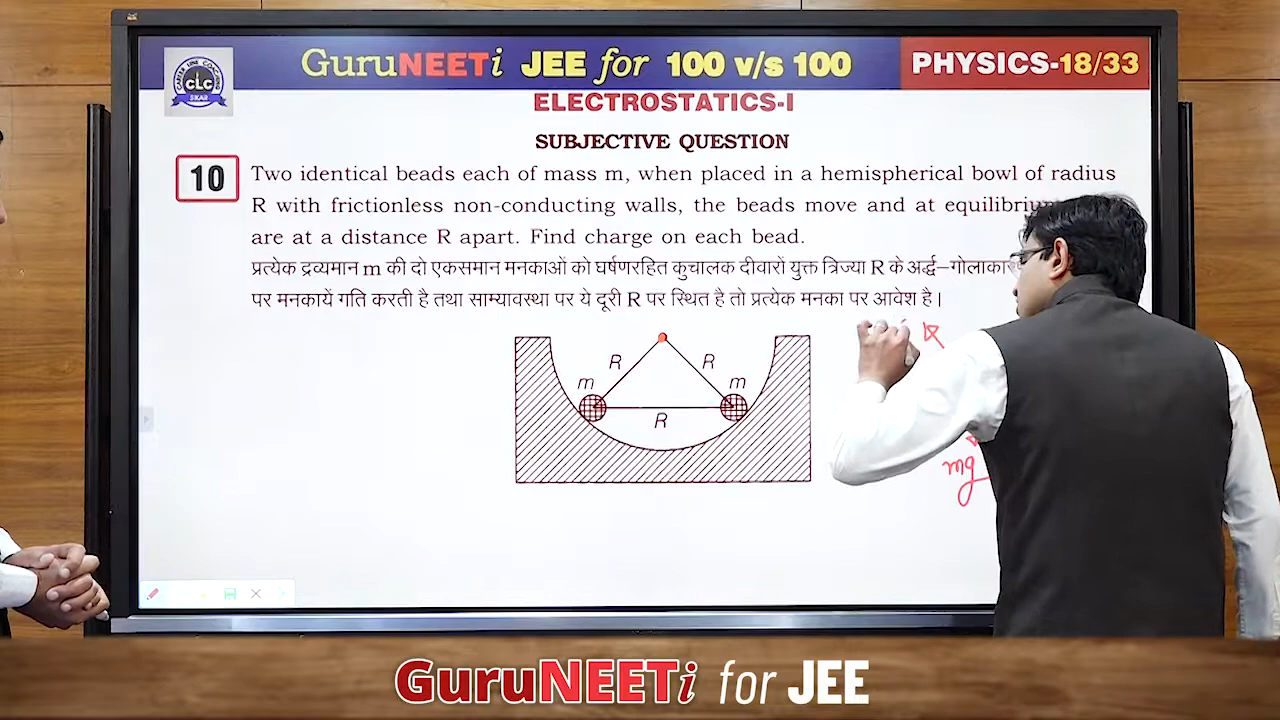 GuruNEETi JEE for 100 v/s 100
PHYSICS-18/33
CLC
SIKAR
ELECTROSTATICS-I
SUBJECTIVE QUESTION
10
Two identical beads each of mass m, when placed in a hemispherical bowl of radius
R with frictionless non-conducting walls, the beads move and at
are at a distance R apart. Find charge on each bead.
प्रत्येक द्रव्यमान m की दो एकसमान मनकाओं को घर्षणरहित कुचालक दीवारों युक्त त्रिज्या R के
पर मनकाये गति करती है तथा साम्यावस्था पर ये दूरी R पर स्थित है तो प्रत्येक मनका पर आवेश है।
R R
m m
R
mg
GuruNEETi for JEE